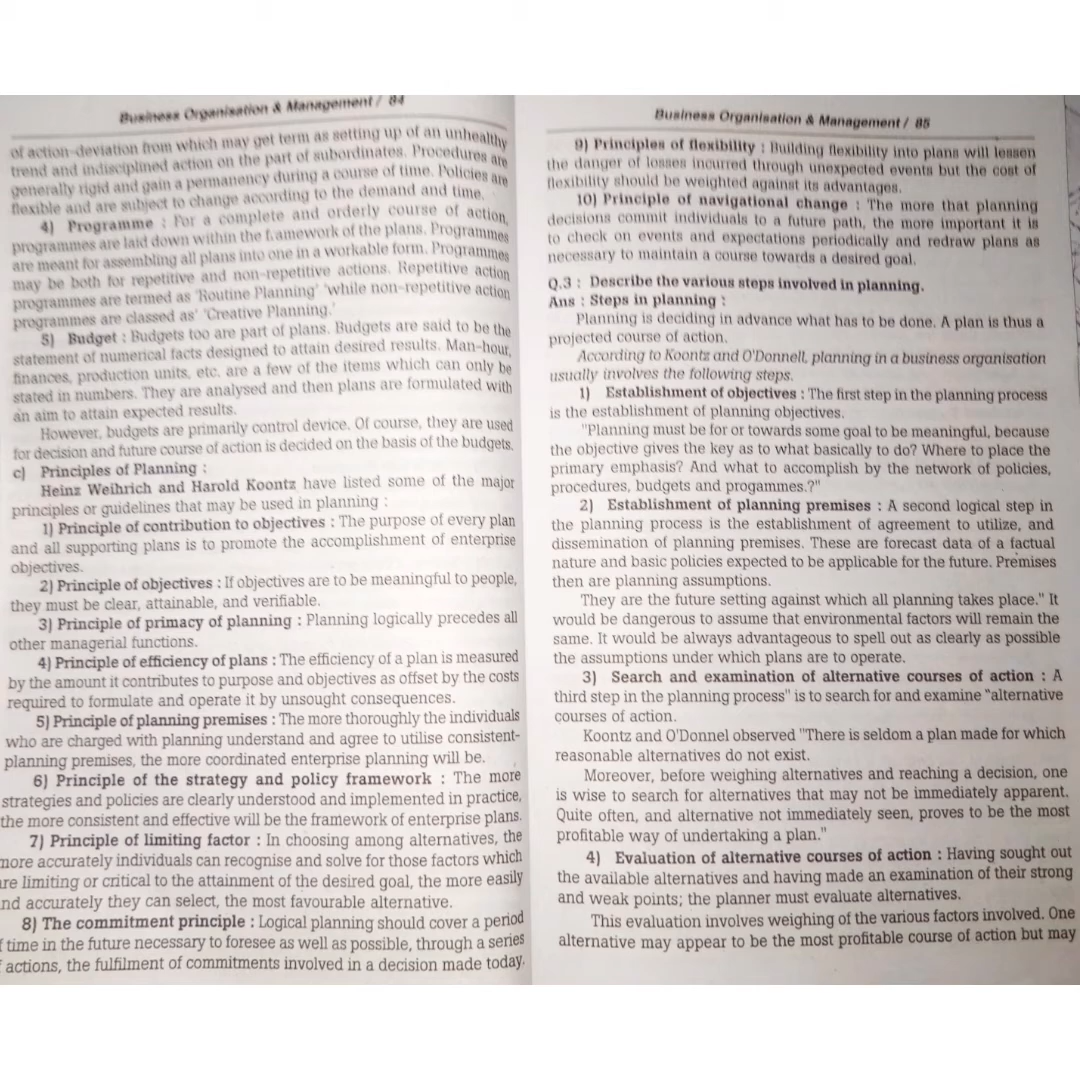 Business Organisation & Management / 84
of action-deviation from which may get term as setting up of an unhealthy
trend and indisciplined action on the part of subordinates. Procedures are
generally rigid and gain a permanency during a course of time. Policies are
flexible and are subject to change according to the demand and time.
4) Programme : For a complete and orderly course of action,
programmes are laid down within the framework of the plans. Programmes
are meant for assembling all plans into one in a workable form. Programmes
may be both for repetitive and non-repetitive actions. Repetitive action
programmes are termed as 'Routine Planning' 'while non-repetitive action
programmes are classed as' 'Creative Planning.'
5) Budget : Budgets too are part of plans. Budgets are said to be the
statement of numerical facts designed to attain desired results. Man-hour,
finances, production units, etc. are a few of the items which can only be
stated in numbers. They are analysed and then plans are formulated with
an aim to attain expected results.
However, budgets are primarily control device. Of course, they are used
for decision and future course of action is decided on the basis of the budgets.
c) Principles of Planning :
Heinz Weihrich and Harold Koontz have listed some of the major
principles or guidelines that may be used in planning :
1) Principle of contribution to objectives : The purpose of every plan
and all supporting plans is to promote the accomplishment of enterprise
objectives.
2) Principle of objectives : If objectives are to be meaningful to people,
they must be clear, attainable, and verifiable.
3) Principle of primacy of planning : Planning logically precedes all
other managerial functions.
4) Principle of efficiency of plans : The efficiency of a plan is measured
by the amount it contributes to purpose and objectives as offset by the costs
required to formulate and operate it by unsought consequences.
5) Principle of planning premises : The more thoroughly the individuals
who are charged with planning understand and agree to utilise consistent-
planning premises, the more coordinated enterprise planning will be.
6) Principle of the strategy and policy framework : The more
strategies and policies are clearly understood and implemented in practice,
the more consistent and effective will be the framework of enterprise plans.
7) Principle of limiting factor : In choosing among alternatives, the
more accurately individuals can recognise and solve for those factors which
are limiting or critical to the attainment of the desired goal, the more easily
and accurately they can select, the most favourable alternative.
8) The commitment principle : Logical planning should cover a period
f time in the future necessary to foresee as well as possible, through a series
f actions, the fulfilment of commitments involved in a decision made today.
Business Organisation & Management / 85
9) Principles of flexibility : Building flexibility into plans will lessen
the danger of losses incurred through unexpected events but the cost of
flexibility should be weighted against its advantages.
10) Principle of navigational change : The more that planning
decisions commit individuals to a future path, the more important it is
to check on events and expectations periodically and redraw plans as
necessary to maintain a course towards a desired goal.
Q.3 : Describe the various steps involved in planning.
Ans : Steps in planning :
Planning is deciding in advance what has to be done. A plan is thus a
projected course of action.
According to Koontz and O'Donnell, planning in a business organisation
usually involves the following steps.
1) Establishment of objectives : The first step in the planning process
is the establishment of planning objectives.
"Planning must be for or towards some goal to be meaningful, because
the objective gives the key as to what basically to do? Where to place the
primary emphasis? And what to accomplish by the network of policies,
procedures, budgets and progammes.?"
2) Establishment of planning premises : A second logical step in
the planning process is the establishment of agreement to utilize, and
dissemination of planning premises. These are forecast data of a factual
nature and basic policies expected to be applicable for the future. Premises
then are planning assumptions.
They are the future setting against which all planning takes place." It
would be dangerous to assume that environmental factors will remain the
same. It would be always advantageous to spell out as clearly as possible
the assumptions under which plans are to operate.
3) Search and examination of alternative courses of action : A
third step in the planning process" is to search for and examine "alternative
courses of action.
Koontz and O'Donnel observed "There is seldom a plan made for which
reasonable alternatives do not exist.
Moreover, before weighing alternatives and reaching a decision, one
is wise to search for alternatives that may not be immediately apparent.
Quite often, and alternative not immediately seen, proves to be the most
profitable way of undertaking a plan."
4) Evaluation of alternative courses of action : Having sought out
the available alternatives and having made an examination of their strong
and weak points; the planner must evaluate alternatives.
This evaluation involves weighing of the various factors involved. One
alternative may appear to be the most profitable course of action but may